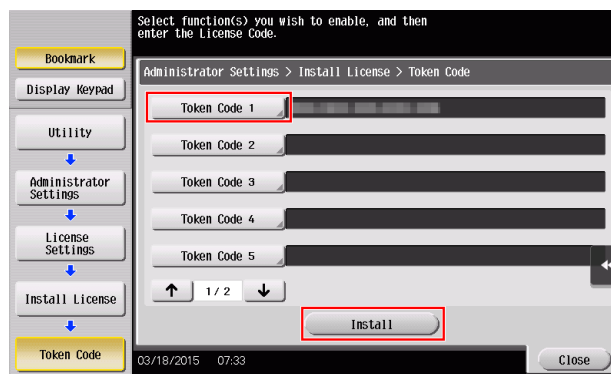 Select function(s) you wish to enable, and then
enter the License Code.
Bookmark
Display Keypad
Utility
Administrator
Settings
License
Settings
Install License
Token Code
Administrator Settings > Install License > Token Code
Token Code 1
Token Code 2
Token Code 3
Token Code 4
Token Code 5
1/ 2
Install
03/18/2015 07:33
Close